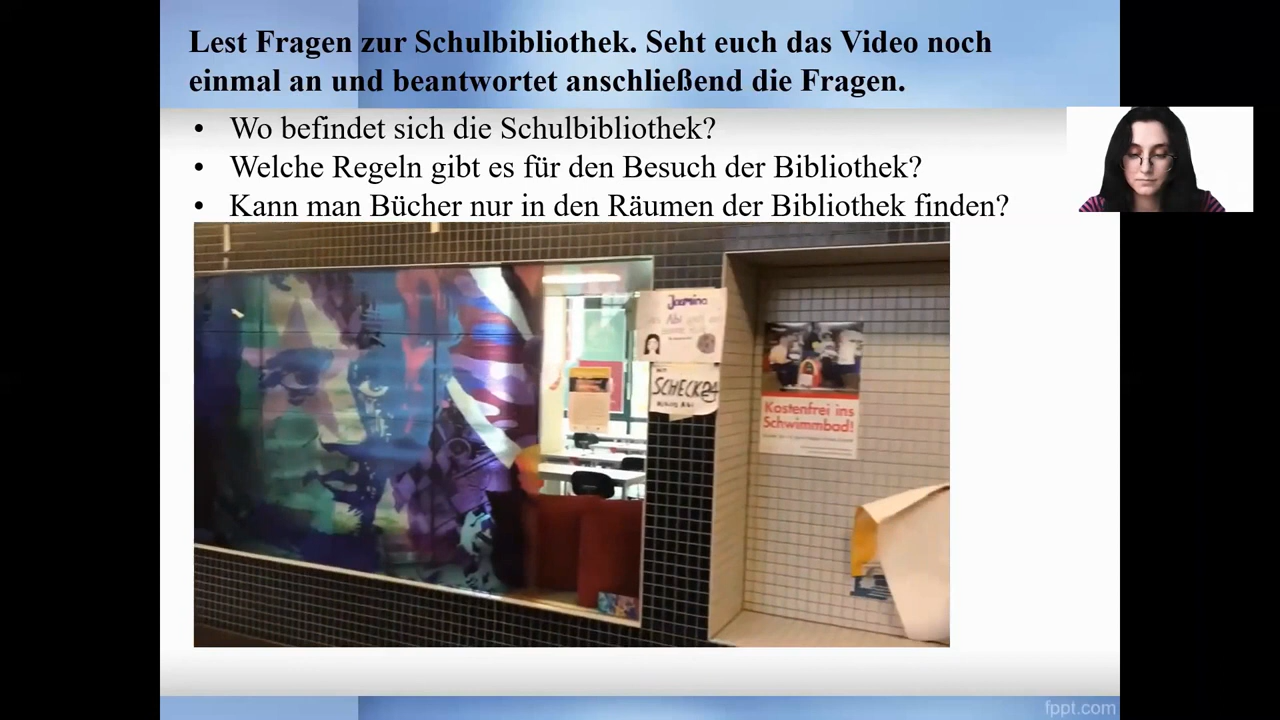 Lest Fragen zur Schulbibliothek. Seht euch das Video noch
einmal an und beantwortet anschließend die Fragen.
• Wo befindet sich die Schulbibliothek?
• Welche Regeln gibt es für den Besuch der Bibliothek?
• Kann man Bücher nur in den Räumen der Bibliothek finden?
Jasmina
Abi
SCHECK24
Kostenfrei ins
Schwimmbad!
fppt.com